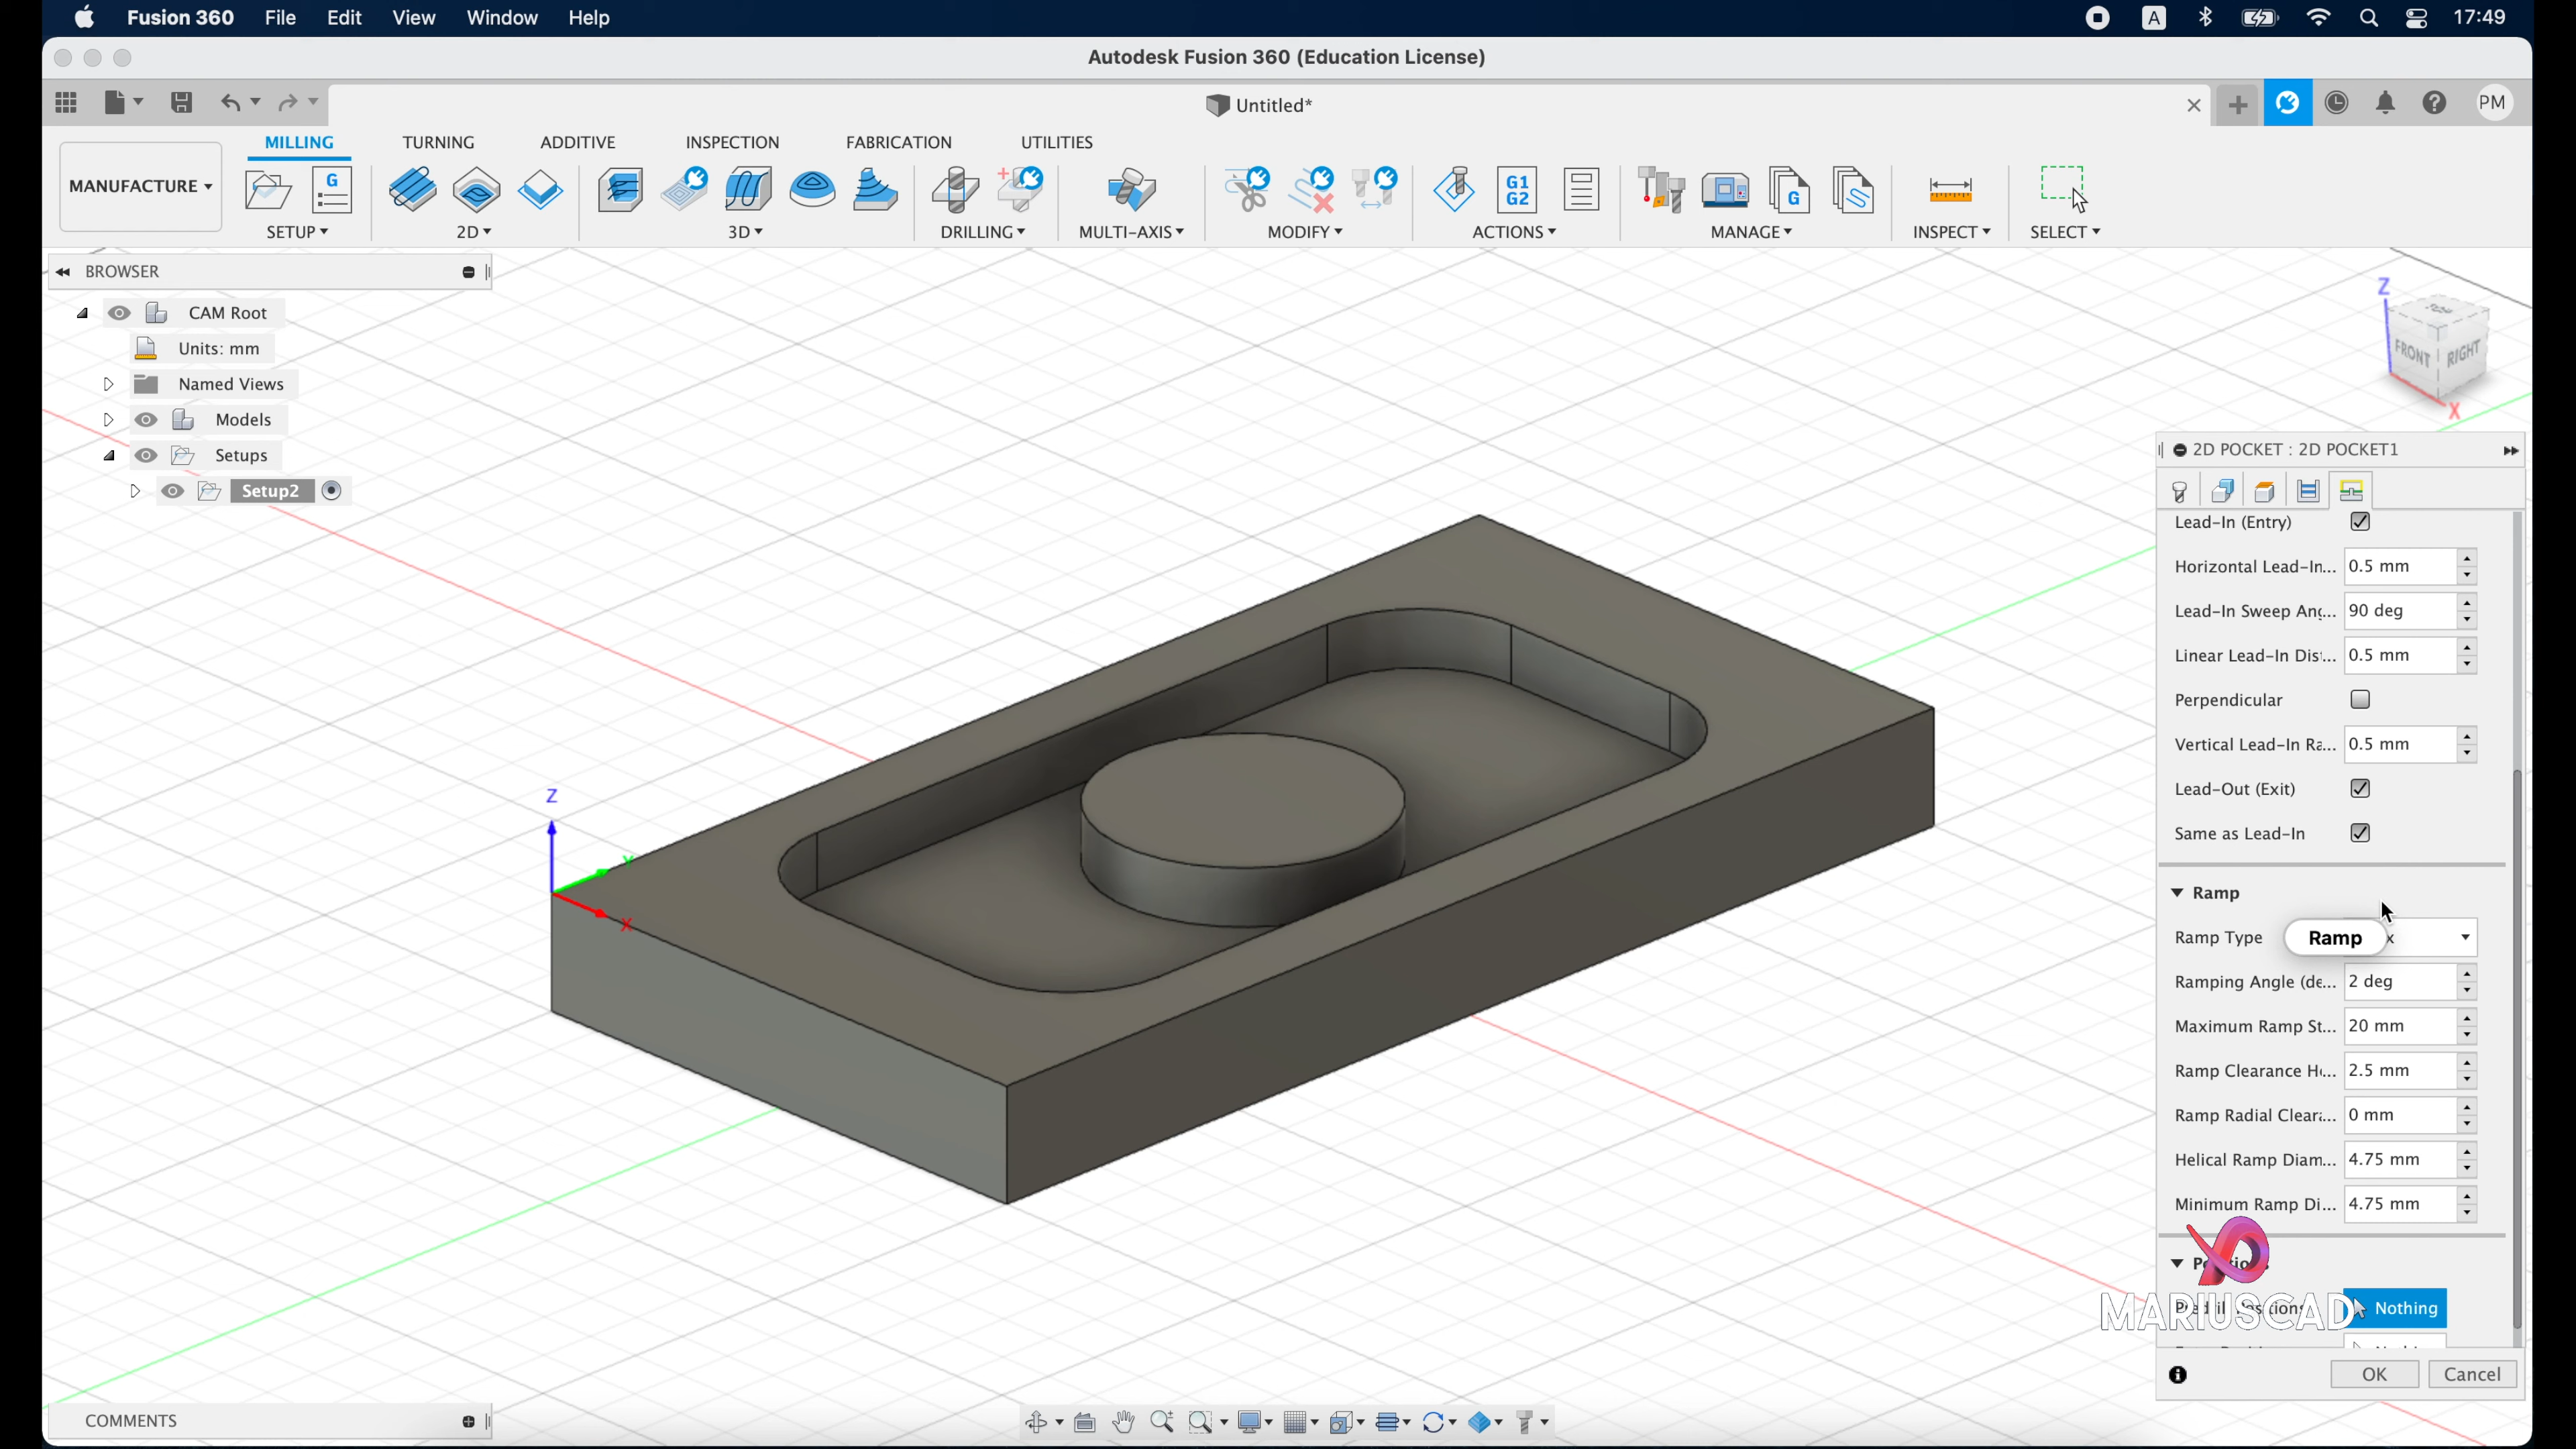 Fusion 360 File Edit View Window Help
A 17:49
Autodesk Fusion 360 (Education License)
Untitled*
PM
MILLING TURNING ADDITIVE INSPECTION FABRICATION UTILITIES
MANUFACTURE
G
G1
G2
G
SETUP 2D 3D DRILLING MULTI-AXIS MODIFY ACTIONS MANAGE INSPECT SELECT
BROWSER
CAM Root
Units: mm
Named Views
Models
Setups
Setup2
Z
TOP
FRONT
RIGHT
X
Z
Y
X
2D POCKET : 2D POCKET1
Lead-In (Entry)
Horizontal Lead-In... 0.5 mm
Lead-In Sweep Ang... 90 deg
Linear Lead-In Dis... 0.5 mm
Perpendicular
Vertical Lead-In Ra... 0.5 mm
Lead-Out (Exit)
Same as Lead-In
Ramp
Ramp Type
Ramp
x
Ramping Angle (de... 2 deg
Maximum Ramp St... 20 mm
Ramp Clearance He... 2.5 mm
Ramp Radial Cleara... 0 mm
Helical Ramp Diam... 4.75 mm
Minimum Ramp Di... 4.75 mm
Nothing
MARIUSCAD
OK Cancel
COMMENTS